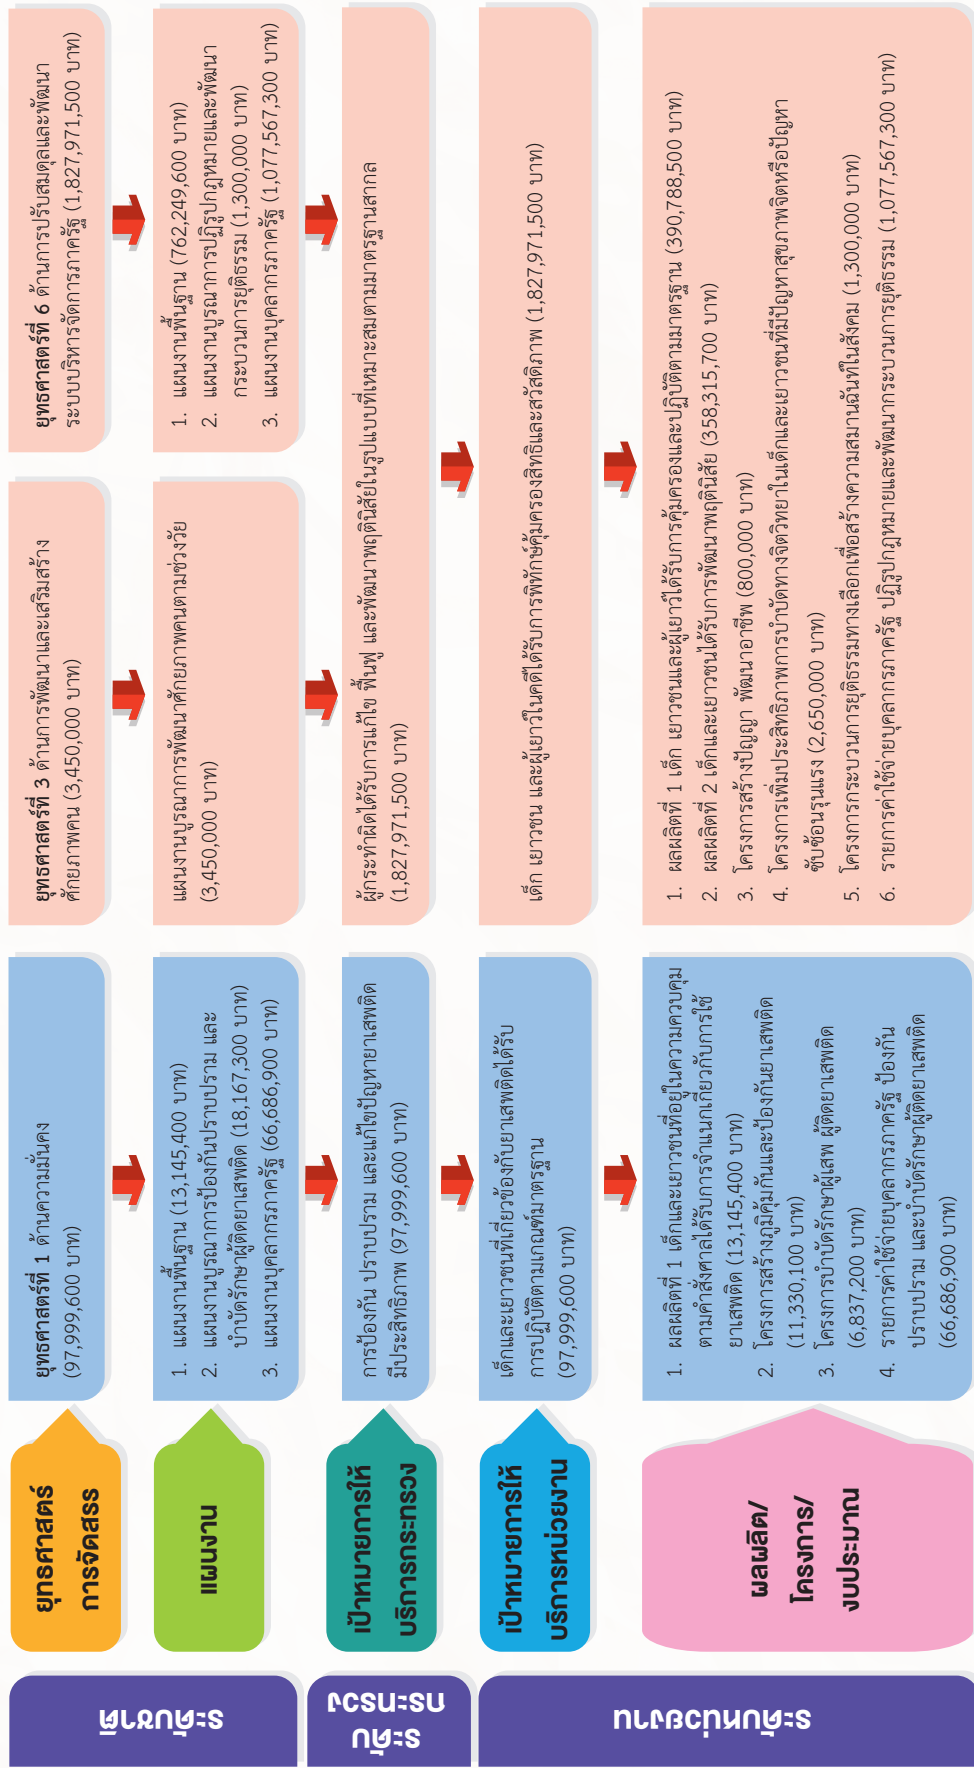 ระดับชาติ
ยุทธศาสตร์
การจัดสรร
ยุทธศาสตร์ที่ 1 ด้านความมั่นคง
(97,999,600 บาท)
ยุทธศาสตร์ที่ 3 ด้านการพัฒนาและเสริมสร้าง
ศักยภาพคน (3,450,000 บาท)
ยุทธศาสตร์ที่ 6 ด้านการปรับสมดุลและพัฒนา
ระบบบริหารจัดการภาครัฐ (1,827,971,500 บาท)
แผนงาน
1. แผนงานพื้นฐาน (13,145,400 บาท)
2. แผนงานบูรณาการป้องกันปราบปราม และ
บำบัดรักษาผู้ติดยาเสพติด (18,167,300 บาท)
3. แผนงานบุคลากรภาครัฐ (66,686,900 บาท)
แผนงานบูรณาการพัฒนาศักยภาพคนตามช่วงวัย
(3,450,000 บาท)
1. แผนงานพื้นฐาน (762,249,600 บาท)
2. แผนงานบูรณาการปฏิรูปกฎหมายและพัฒนา
กระบวนการยุติธรรม (1,300,000 บาท)
3. แผนงานบุคลากรภาครัฐ (1,077,567,300 บาท)
ระดับ
กระทรวง
เป้าหมายการให้
บริการกระทรวง
การป้องกัน ปราบปราม และแก้ไขปัญหายาเสพติด
มีประสิทธิภาพ (97,999,600 บาท)
ผู้กระทำผิดได้รับการแก้ไข ฟื้นฟู และพัฒนาพฤตินิสัยในรูปแบบที่เหมาะสมตามมาตรฐานสากล
(1,827,971,500 บาท)
ระดับหน่วยงาน
เป้าหมายการให้
บริการหน่วยงาน
เด็กและเยาวชนที่เกี่ยวข้องกับยาเสพติดได้รับ
การปฏิบัติตามเกณฑ์มาตรฐาน
(97,999,600 บาท)
เด็ก เยาวชน และผู้เยาว์ในคดีได้รับการพิทักษ์คุ้มครองสิทธิและสวัสดิภาพ (1,827,971,500 บาท)
ผลผลิต/
โครงการ/
งบประมาณ
1. ผลผลิตที่ 1 เด็กและเยาวชนที่อยู่ในความควบคุม
ตามคำสั่งศาลได้รับการจำแนกเกี่ยวกับการใช้
ยาเสพติด (13,145,400 บาท)
2. โครงการสร้างภูมิคุ้มกันและป้องกันยาเสพติด
(11,330,100 บาท)
3. โครงการบำบัดรักษาผู้เสพ ผู้ติดยาเสพติด
(6,837,200 บาท)
4. รายการค่าใช้จ่ายบุคลากรภาครัฐ ป้องกัน
ปราบปราม และบำบัดรักษาผู้ติดยาเสพติด
(66,686,900 บาท)
1. ผลผลิตที่ 1 เด็ก เยาวชนและผู้เยาว์ได้รับการคุ้มครองและปฏิบัติตามมาตรฐาน (390,788,500 บาท)
2. ผลผลิตที่ 2 เด็กและเยาวชนได้รับการพัฒนาพฤตินิสัย (358,315,700 บาท)
3. โครงการสร้างปัญญา พัฒนาอาชีพ (800,000 บาท)
4. โครงการเพิ่มประสิทธิภาพการบำบัดทางจิตวิทยาในเด็กและเยาวชนที่มีปัญหาสุขภาพจิตหรือปัญหา
ซับซ้อนรุนแรง (2,650,000 บาท)
5. โครงการกระบวนการยุติธรรมทางเลือกเพื่อสร้างความสมานฉันท์ในสังคม (1,300,000 บาท)
6. รายการค่าใช้จ่ายบุคลากรภาครัฐ ปฏิรูปกฎหมายและพัฒนากระบวนการยุติธรรม (1,077,567,300 บาท)